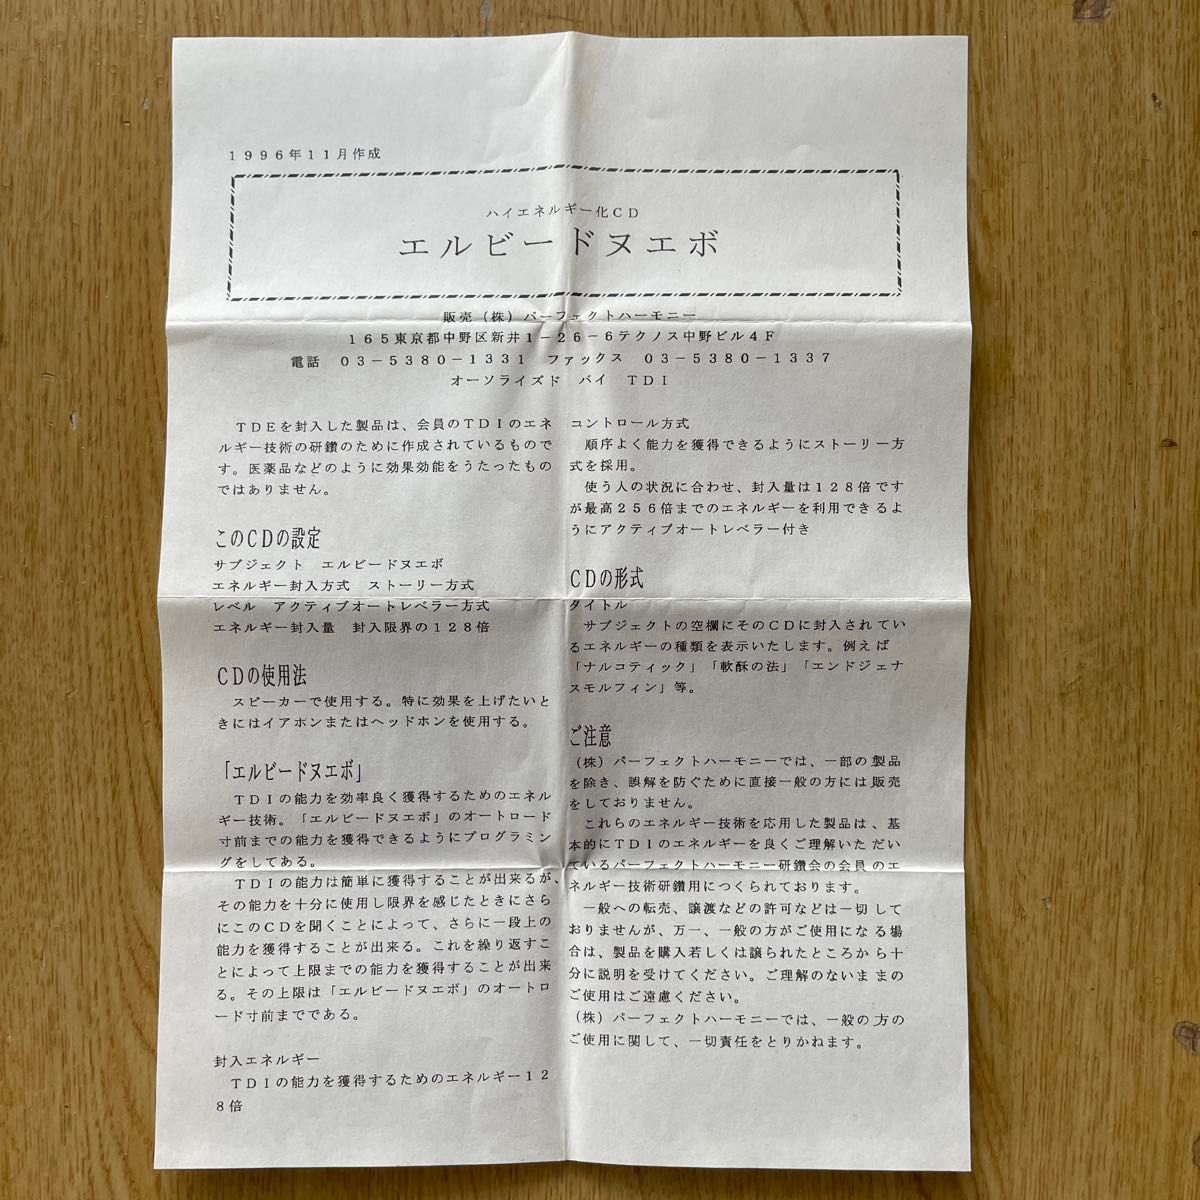 1996年11月作成
ハイエネルギー化CD
エルビードヌエボ
販売(株)パーフェクトハーモニー
165東京都中野区新井1-26-6テクノス中野ビル4F
電話 03-5380-1331 ファックス 03-5380-1337
オーソライズド バイ TDI
TDEを封入した製品は、会員のTDIのエネ
ルギー技術の研鑽のために作成されているもので
す。医薬品などのように効果効能をうたったもの
ではありません。
このCDの設定
サブジェクト エルビードヌエボ
エネルギー封入方式 ストーリー方式
レベル アクティブオートレベラー方式
エネルギー封入量 封入限界の128倍
CDの使用法
スピーカーで使用する。特に効果を上げたいと
きにはイアホンまたはヘッドホンを使用する。
「エルビードヌエボ」
TDIの能力を効率良く獲得するためのエネル
ギー技術。「エルビードヌエボ」のオートロード
寸前までの能力を獲得できるようにプログラミン
グをしてある。
TDIの能力は簡単に獲得することが出来るが、
その能力を十分に使用し限界を感じたときにさら
にこのCDを聞くことによって、さらに一段上の
能力を獲得することが出来る。これを繰り返すこ
とによって上限までの能力を獲得することが出来
る。その上限は「エルビードヌエボ」のオートロ
ード寸前までである。
封入エネルギー
TDIの能力を獲得するためのエネルギー12
8倍
コントロール方式
順序よく能力を獲得できるようにストーリー方
式を採用。
使う人の状況に合わせ、封入量は128倍です
が最高256倍までのエネルギーを利用できるよ
うにアクティブオートレベラー付き
CDの形式
タイトル
サブジェクトの空欄にそのCDに封入されてい
るエネルギーの種類を表示いたします。例えば
「ナルコティック」「軟酥の法」「エンドジェナ
スモルフィン」等。
ご注意
(株)パーフェクトハーモニーでは、一部の製品
を除き、誤解を防ぐために直接一般の方には販売
をしておりません。
これらのエネルギー技術を応用した製品は、基
本的にTDIのエネルギーを良くご理解いただい
ているパーフェクトハーモニー研鑽会の会員のエ
ネルギー技術研鑽用につくられております。
一般への転売、譲渡などの許可などは一切して
おりませんが、万一、一般の方がご使用になる場
合は、製品を購入若しくは譲られたところから十
分に説明を受けてください。ご理解のないままの
ご使用はご遠慮ください。
(株)パーフェクトハーモニーでは、一般の方の
ご使用に関して、一切責任をとりかねます。